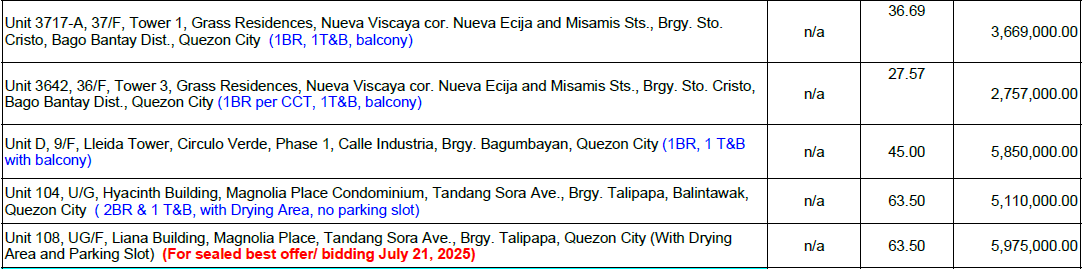 Unit 3717-A, 37/F, Tower 1, Grass Residences, Nueva Viscaya cor. Nueva Ecija and Misamis Sts., Brgy. Sto.
Cristo, Bago Bantay Dist., Quezon City (1BR, 1T&B, balcony)
n/a
36.69
3,669,000.00
Unit 3642, 36/F, Tower 3, Grass Residences, Nueva Viscaya cor. Nueva Ecija and Misamis Sts., Brgy. Sto. Cristo,
Bago Bantay Dist., Quezon City (1BR per CCT, 1T&B, balcony)
n/a
27.57
2,757,000.00
Unit D, 9/F, Lleida Tower, Circulo Verde, Phase 1, Calle Industria, Brgy. Bagumbayan, Quezon City (1BR, 1 T&B
with balcony)
n/a
45.00
5,850,000.00
Unit 104, U/G, Hyacinth Building, Magnolia Place Condominium, Tandang Sora Ave., Brgy. Talipapa, Balintawak,
Quezon City ( 2BR & 1 T&B, with Drying Area, no parking slot)
n/a
63.50
5,110,000.00
Unit 108, UG/F, Liana Building, Magnolia Place, Tandang Sora Ave., Brgy. Talipapa, Quezon City (With Drying
Area and Parking Slot) (For sealed best offer/ bidding July 21, 2025)
n/a
63.50
5,975,000.00